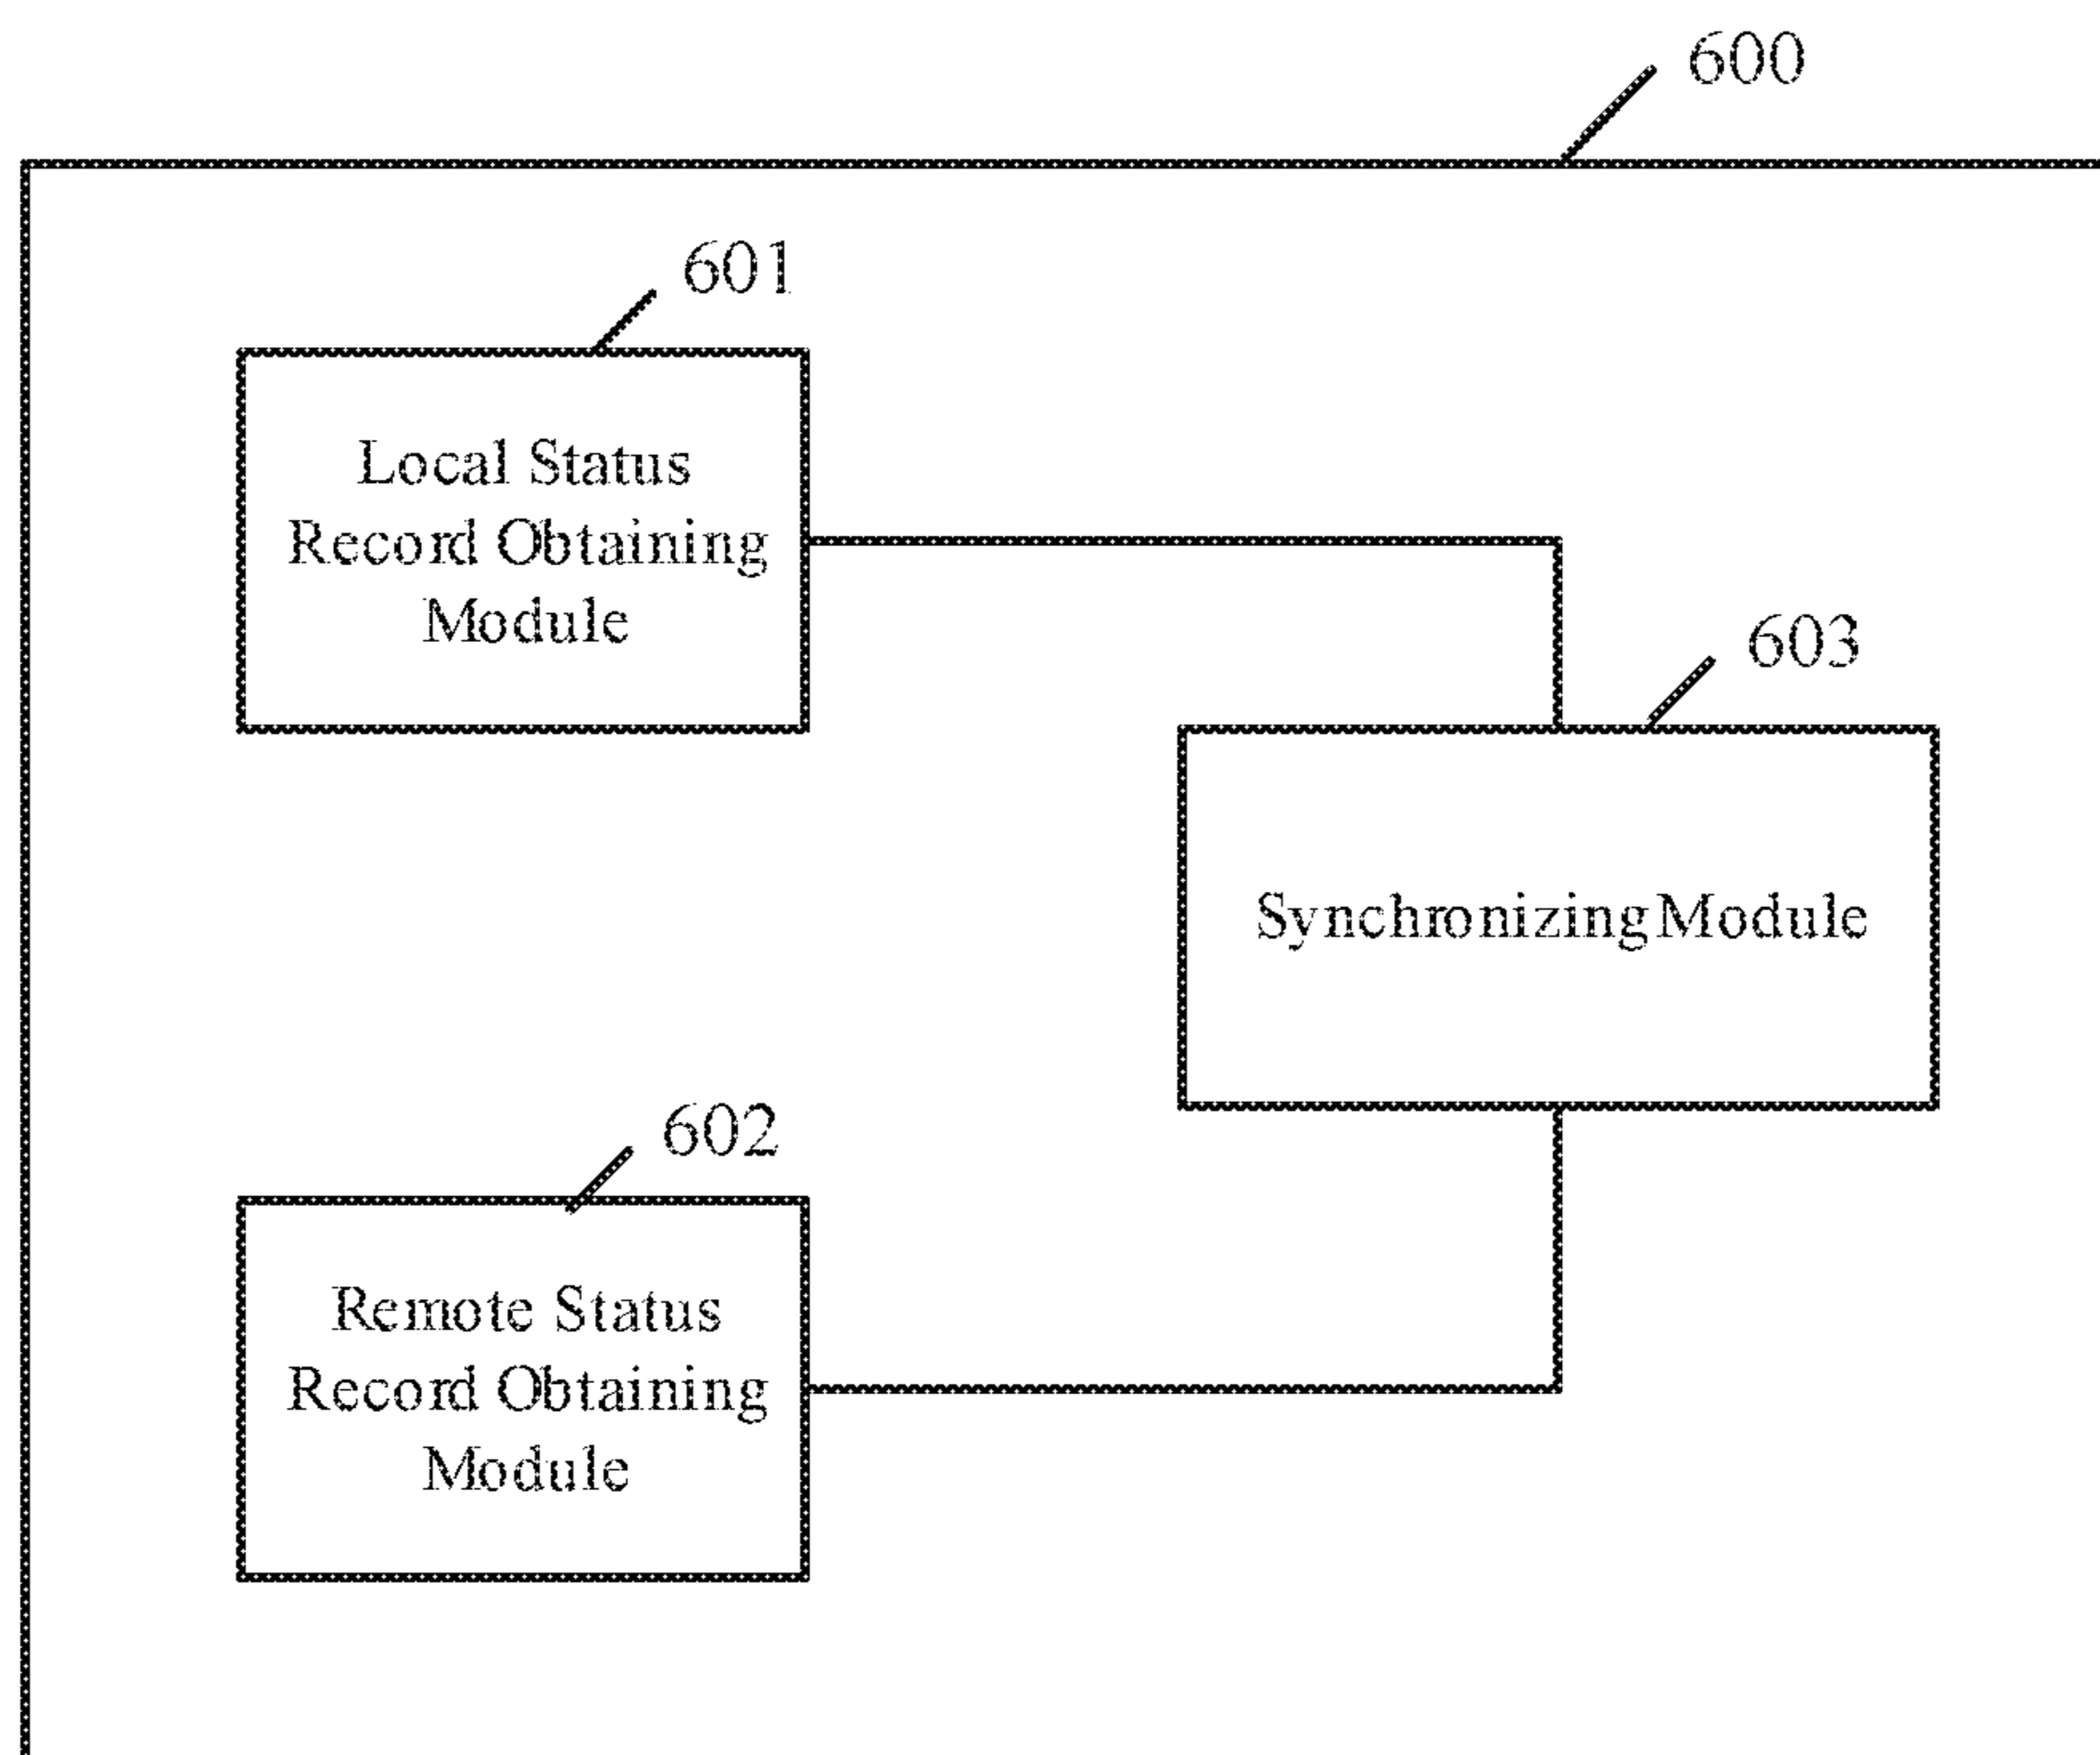 600
601
Local Status
Record Obtaining
Module
603
Synchronizing Module
602
Remote Status
Record Obtaining
Module